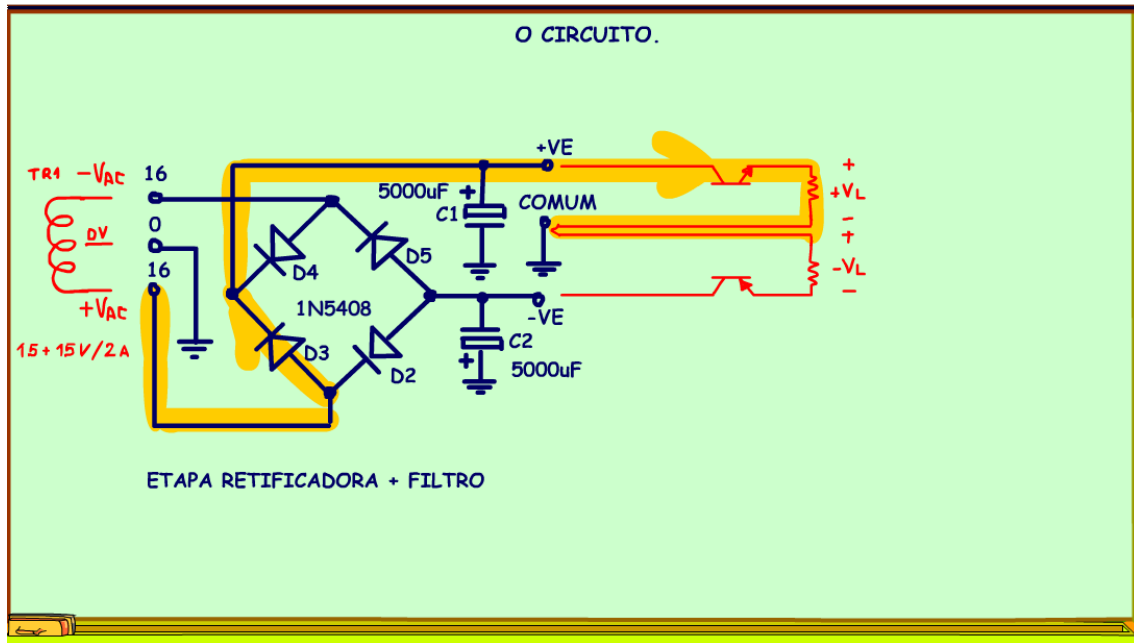 O CIRCUITO.
+VE
TR1 -VAC 16
5000uF +
C1
COMUM
+
+VL
-
0V
0
D4
D5
+
-VL
-
16
+VAC
1N5408
-VE
15+15V/2A
D3
D2
C2
+
5000uF
ETAPA RETIFICADORA + FILTRO